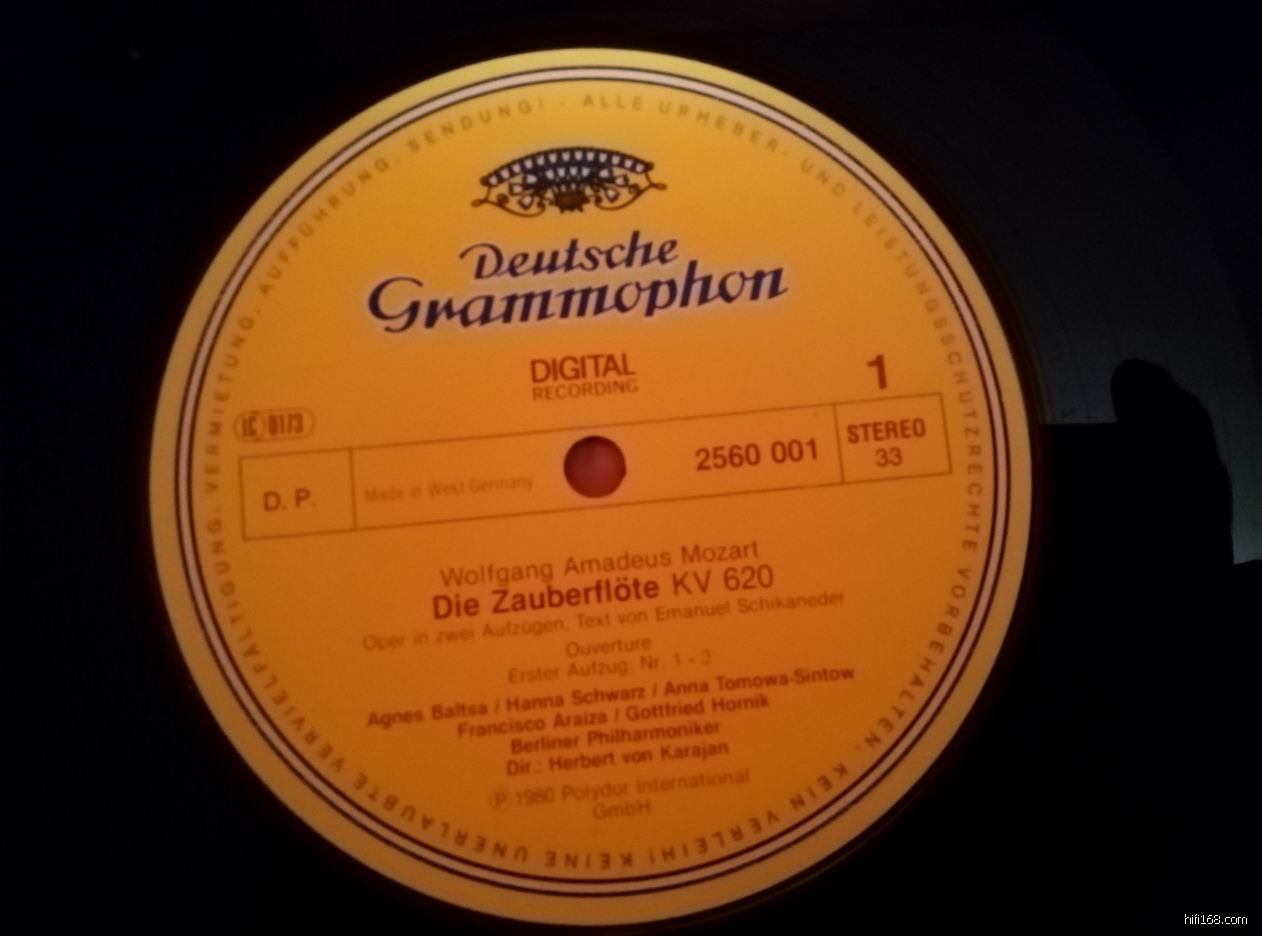 ALLE URHEBER- UND LEISTUNGSSCHUTZRECHTE VORBEHALTEN. KEIN VERLEIH! KEINE UNERLAUBTE VERVIELFÄLTIGUNG, VERMIETUNG, AUFFÜHRUNG, SENDUNG! ·
Deutsche
Grammophon
DIGITAL
RECORDING
1
LC 0173
D. P.
Made in West Germany
2560 001
STEREO
33
Wolfgang Amadeus Mozart
Die Zauberflöte KV 620
Oper in zwei Aufzügen, Text von Emanuel Schikaneder
Ouverture
Erster Aufzug: Nr. 1 - 3
Agnes Baltsa / Hanna Schwarz / Anna Tomowa-Sintow
Francisco Araiza / Gottfried Hornik
Berliner Philharmoniker
Dir.: Herbert von Karajan
Ⓟ 1980 Polydor International
GmbH
hifi168.com